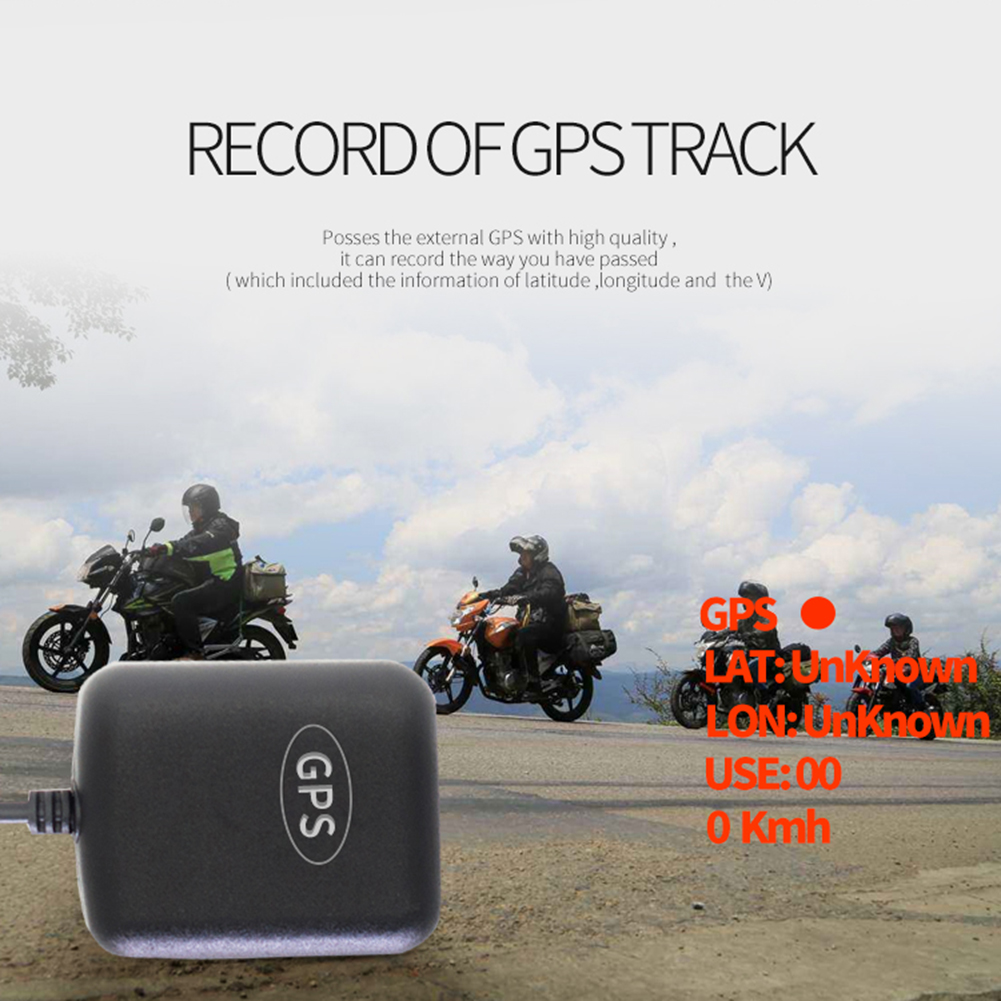 RECORD OF GPS TRACK
Posses the external GPS with high quality ,
it can record the way you have passed
( which included the information of latitude ,longitude and the V)
GPS
LAT: UnKnown
LON: UnKnown
USE: 00
0 Kmh
GPS